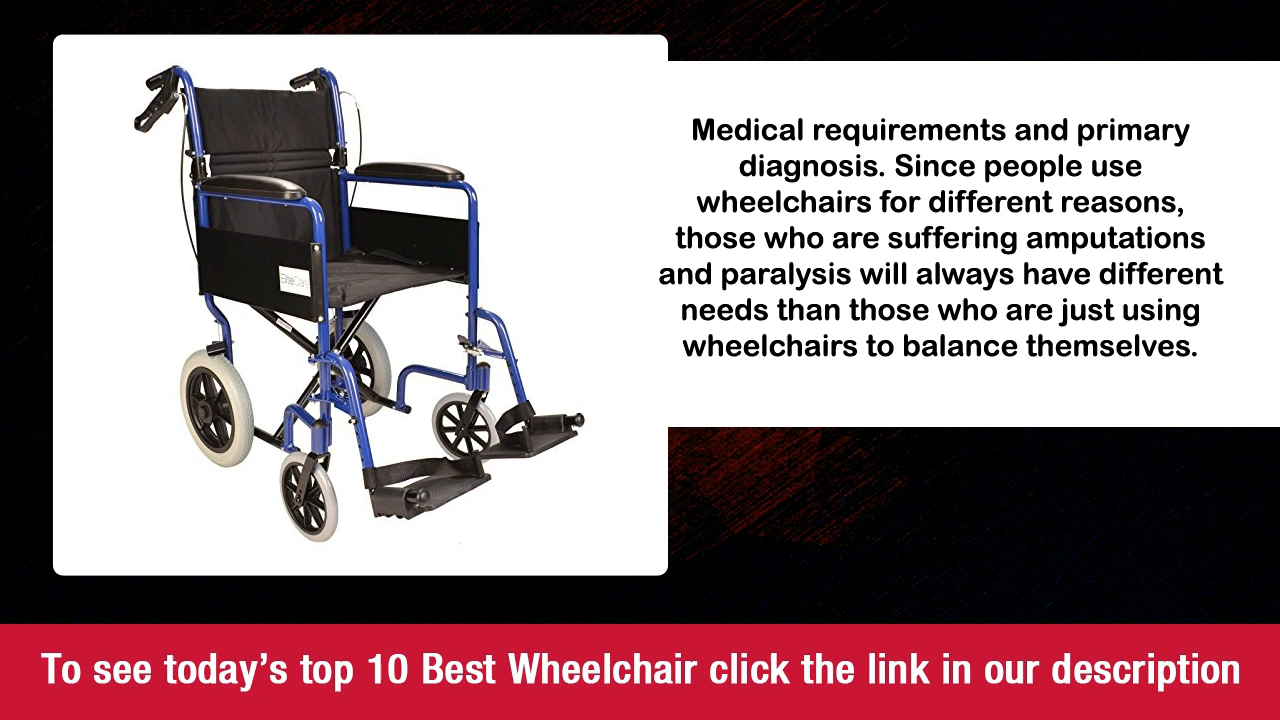 Medical requirements and primary
diagnosis. Since people use
wheelchairs for different reasons,
those who are suffering amputations
and paralysis will always have different
needs than those who are just using
wheelchairs to balance themselves.
EliteCare
To see today's top 10 Best Wheelchair click the link in our description